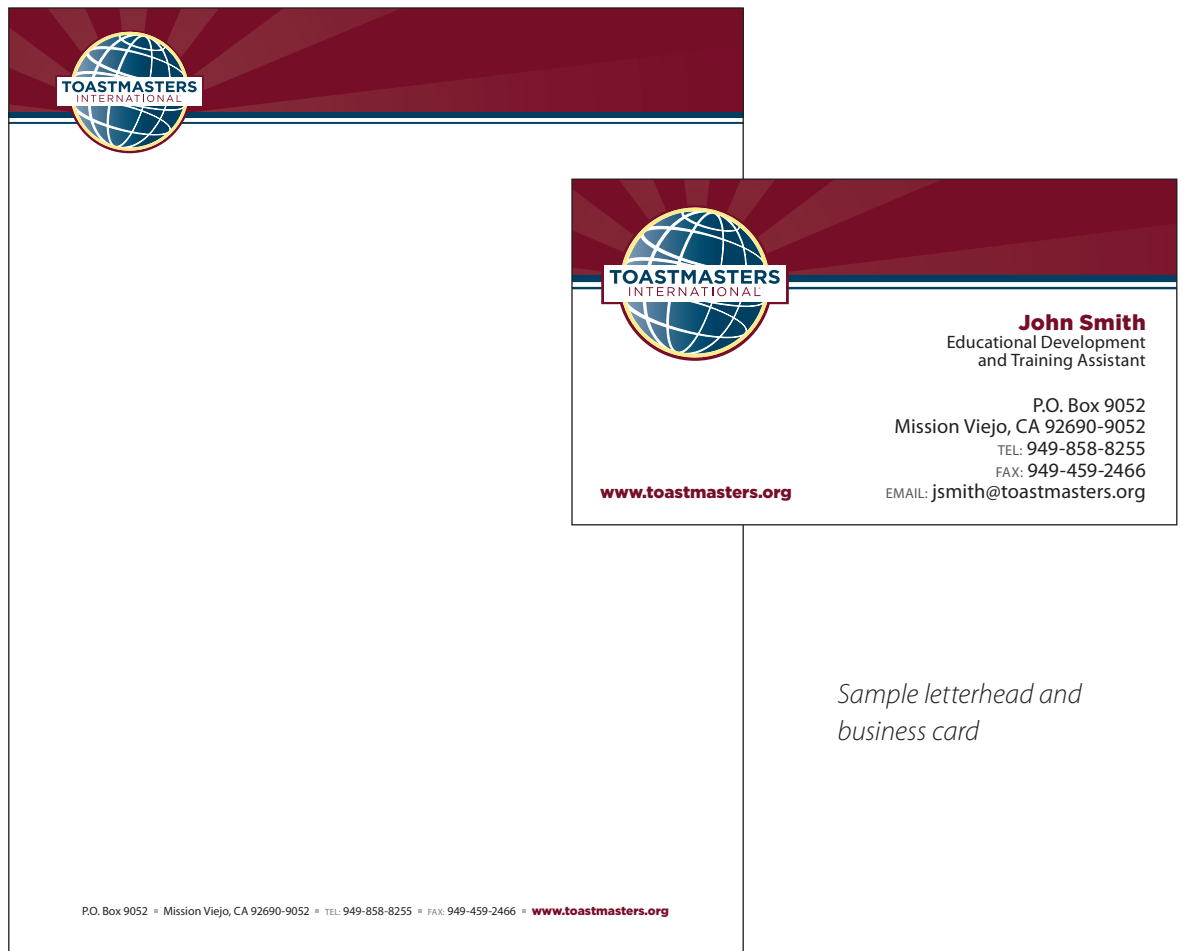 TOASTMASTERS
INTERNATIONAL
TOASTMASTERS
INTERNATIONAL
John Smith
Educational Development
and Training Assistant
P.O. Box 9052
Mission Viejo, CA 92690-9052
TEL: 949-858-8255
FAX: 949-459-2466
www.toastmasters.org
EMAIL: jsmith@toastmasters.org
Sample letterhead and
business card
P.O. Box 9052 ▪ Mission Viejo, CA 92690-9052 ▪ TEL: 949-858-8255 ▪ FAX: 949-459-2466 ▪ www.toastmasters.org